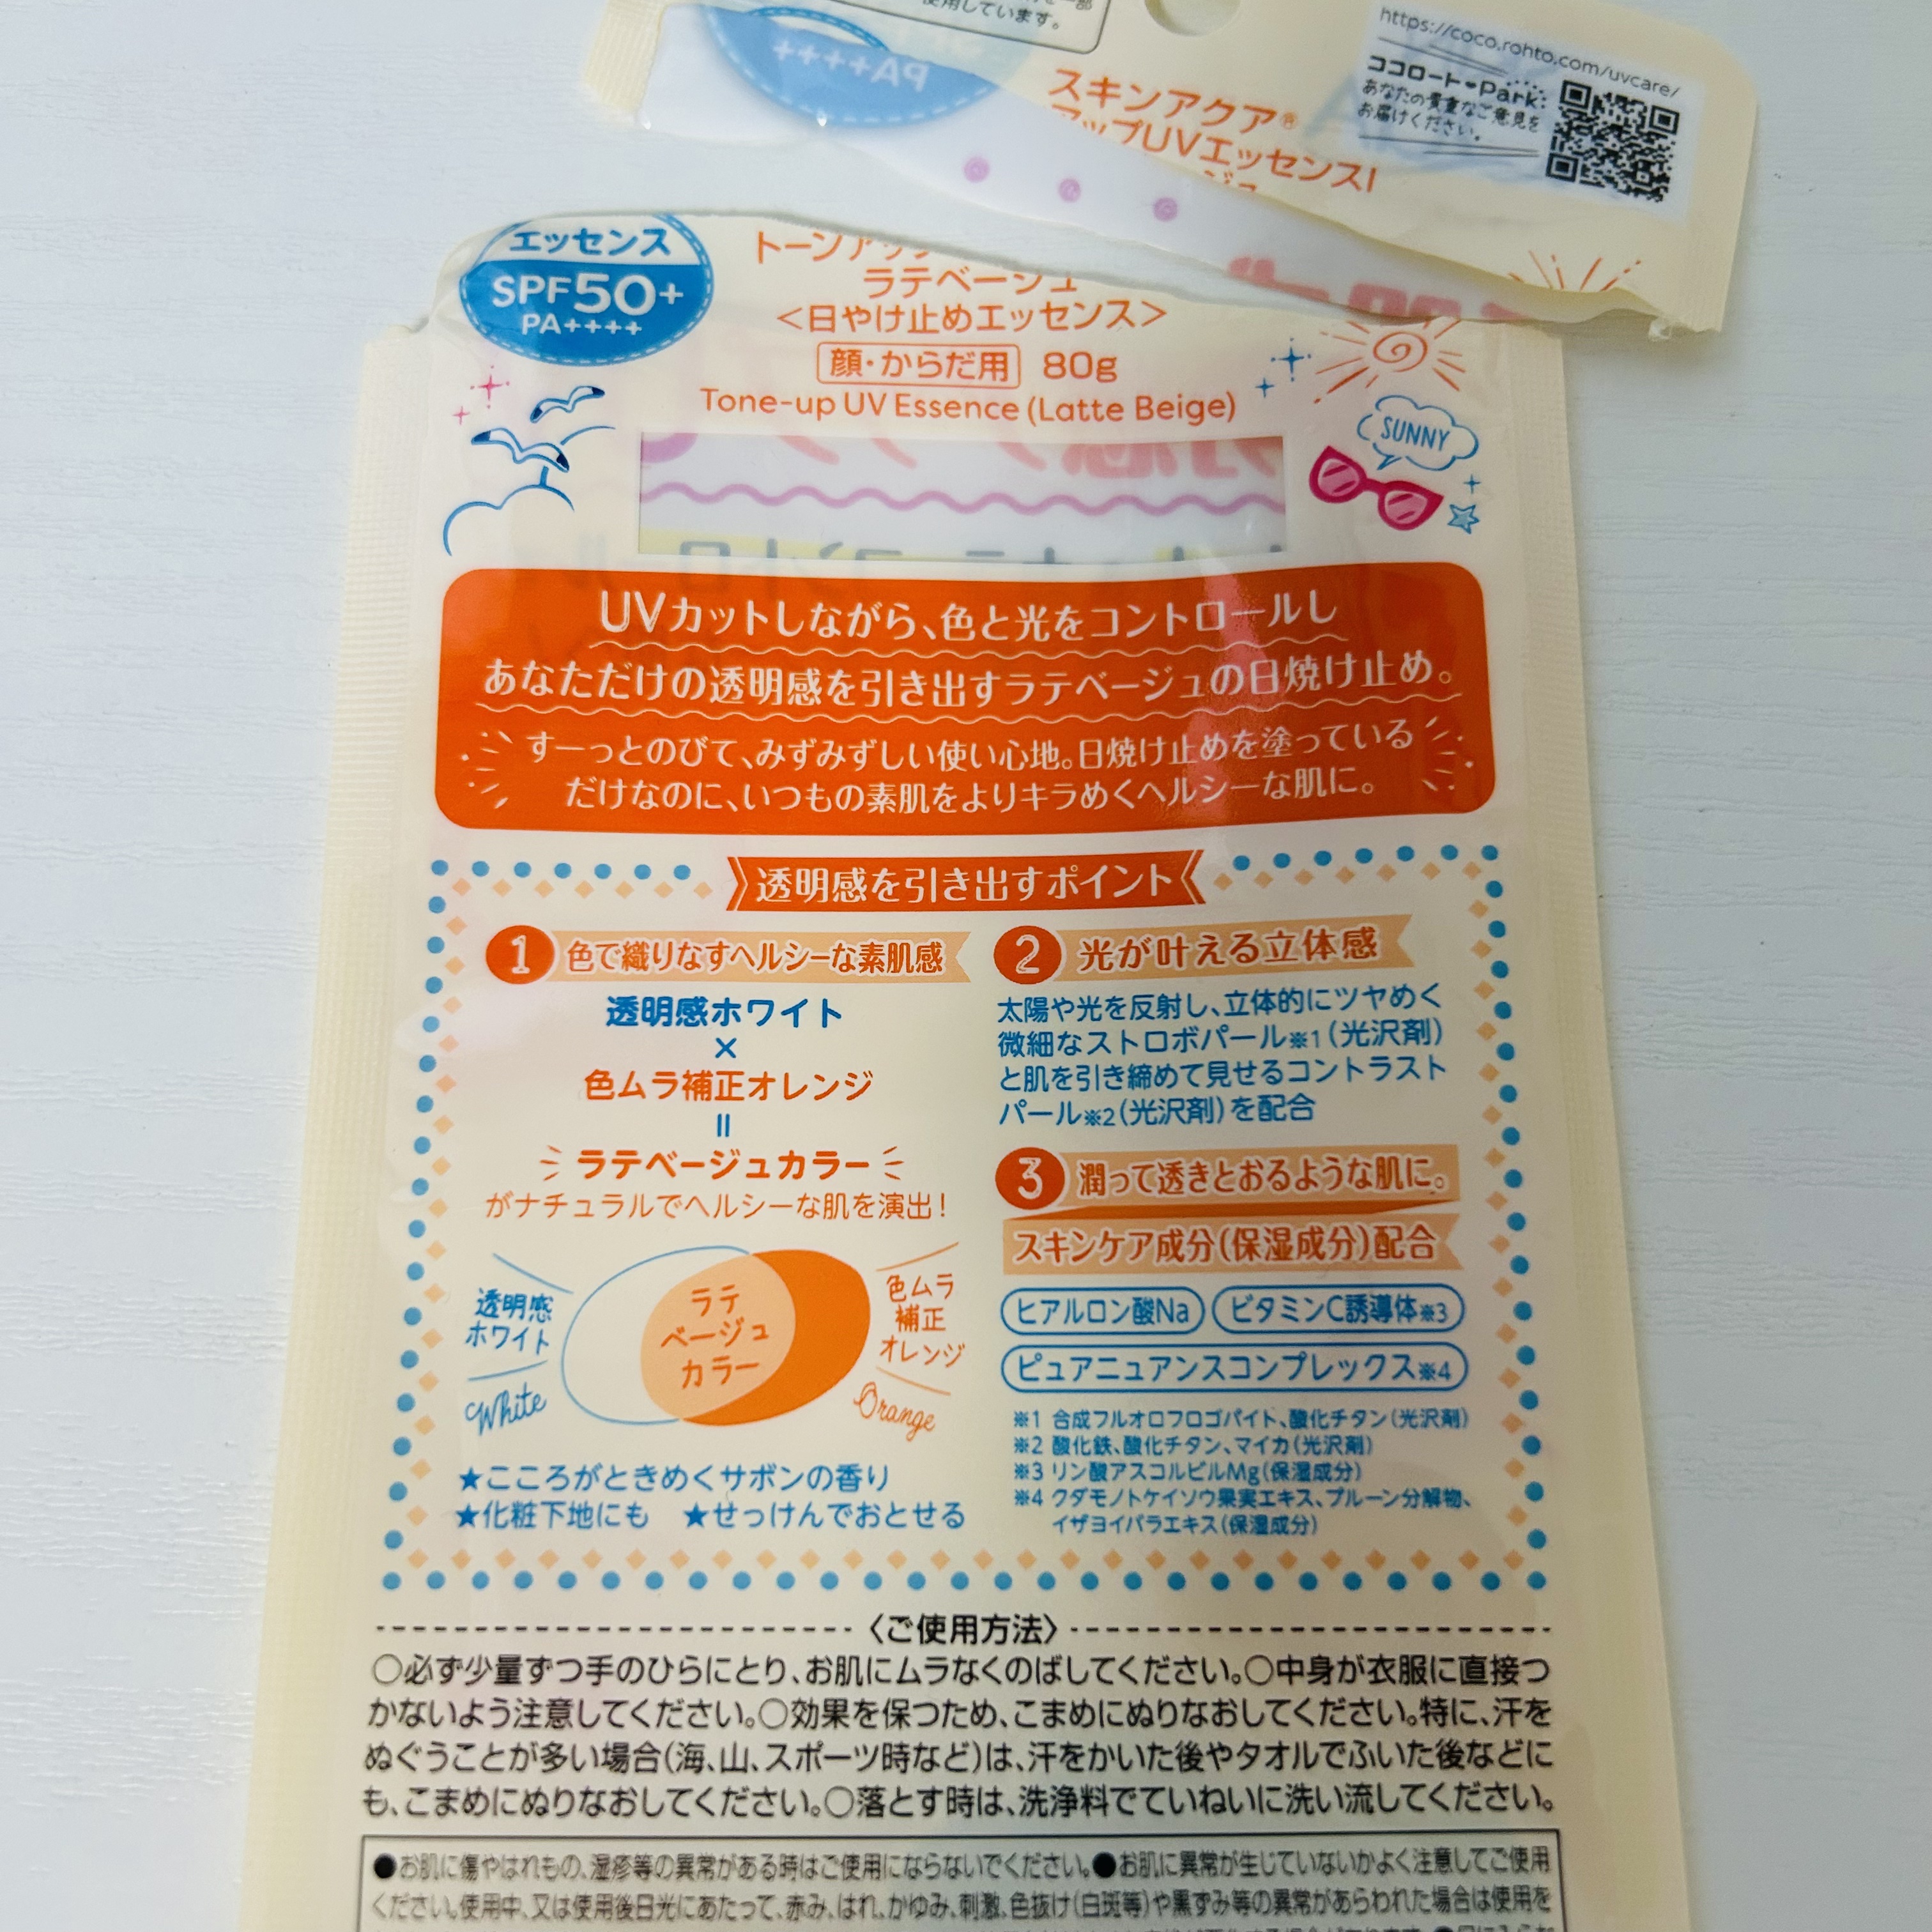 使用しています。
PA++++
スキンアクア®
アップUVエッセンスI
https://coco.rohto.com/uvcare/
ココロート Park
あなたの貴重なご意見を
お届けください。
エッセンス
SPF50+
PA++++
トーンアップ
ラテベージュ
<日やけ止めエッセンス>
顔・からだ用 80g
Tone-up UV Essence (Latte Beige)
SUNNY
UVカットしながら、色と光をコントロールし
あなただけの透明感を引き出すラテベージュの日焼け止め。
すーっとのびて、みずみずしい使い心地。日焼け止めを塗っている
だけなのに、いつもの素肌をよりキラめくヘルシーな肌に。
透明感を引き出すポイント
1 色で織りなすヘルシーな素肌感
透明感ホワイト
×
色ムラ補正オレンジ
=
ラテベージュカラー
がナチュラルでヘルシーな肌を演出!
透明感
ホワイト
White
ラテ
ベージュ
カラー
色ムラ
補正
オレンジ
Orange
★こころがときめくサボンの香り
★化粧下地にも ★せっけんでおとせる
2 光が叶える立体感
太陽や光を反射し、立体的にツヤめく
微細なストロボパール※1(光沢剤)
と肌を引き締めて見せるコントラスト
パール※2(光沢剤)を配合
3 潤って透きとおるような肌に。
スキンケア成分(保湿成分)配合
ヒアルロン酸Na ビタミンC誘導体※3
ピュアニュアンスコンプレックス※4
※1 合成フルオロフロゴパイト、酸化チタン(光沢剤)
※2 酸化鉄、酸化チタン、マイカ(光沢剤)
※3 リン酸アスコルビルMg(保湿成分)
※4 クダモノトケイソウ果実エキス、プルーン分解物、
イザヨイバラエキス(保湿成分)
〈ご使用方法〉
○必ず少量ずつ手のひらにとり、お肌にムラなくのばしてください。○中身が衣服に直接つ
かないよう注意してください。○効果を保つため、こまめにぬりなおしてください。特に、汗を
ぬぐうことが多い場合(海、山、スポーツ時など)は、汗をかいた後やタオルでふいた後などに
も、こまめにぬりなおしてください。○落とす時は、洗浄料でていねいに洗い流してください。
●お肌に傷やはれもの、湿疹等の異常がある時はご使用にならないでください。●お肌に異常が生じていないかよく注意してご使用
ください。使用中、又は使用後日光にあたって、赤み、はれ、かゆみ、刺激、色抜け(白斑等)や黒ずみ等の異常があらわれた場合は使用を